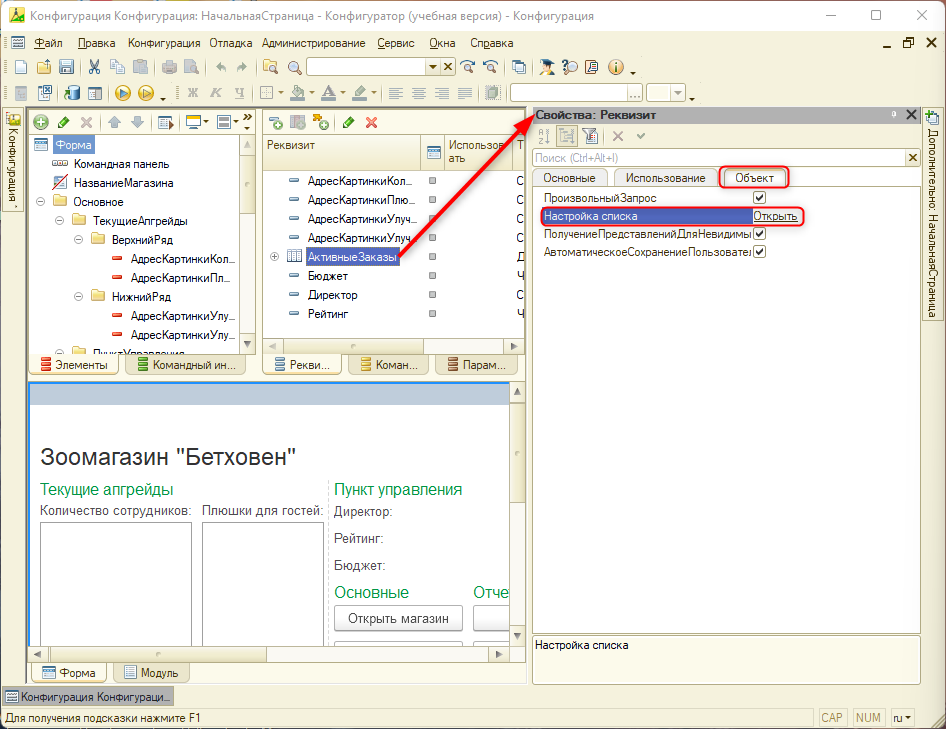 Конфигурация Конфигурация: НачальнаяСтраница - Конфигуратор (учебная версия) - Конфигурация
Файл Правка Конфигурация Отладка Администрирование Сервис Окна Справка
Ж К Ч
Конфигурация
Форма
Командная панель
НазваниеМагазина
Основное
ТекущиеАпгрейды
ВерхнийРяд
АдресКартинкиКол...
АдресКартинкиПл...
НижнийРяд
АдресКартинкиУлу...
АдресКартинкиУлу...
ПунктУправления
Элементы Командный ин...
Реквизит Использов
ать Т
АдресКартинкиКол... С
АдресКартинкиПлю... С
АдресКартинкиУлуч... С
АдресКартинкиУлуч... С
АктивныеЗаказы Д
Бюджет Ч
Директор С
Рейтинг Ч
Рекви... Коман... Парам...
Свойства: Реквизит
Поиск (Ctrl+Alt+I)
Основные Использование Объект
ПроизвольныйЗапрос
Настройка списка Открыть
ПолучениеПредставленийДляНевидимы
АвтоматическоеСохранениеПользовател
Настройка списка
Дополнительно: НачальнаяСтраница
Зоомагазин "Бетховен"
Текущие апгрейды Пункт управления
Количество сотрудников: Плюшки для гостей: Директор:
Рейтинг:
Бюджет:
Основные Отче
Открыть магазин
Форма Модуль
Конфигурация Конфигураци...
Для получения подсказки нажмите F1 CAP NUM ru